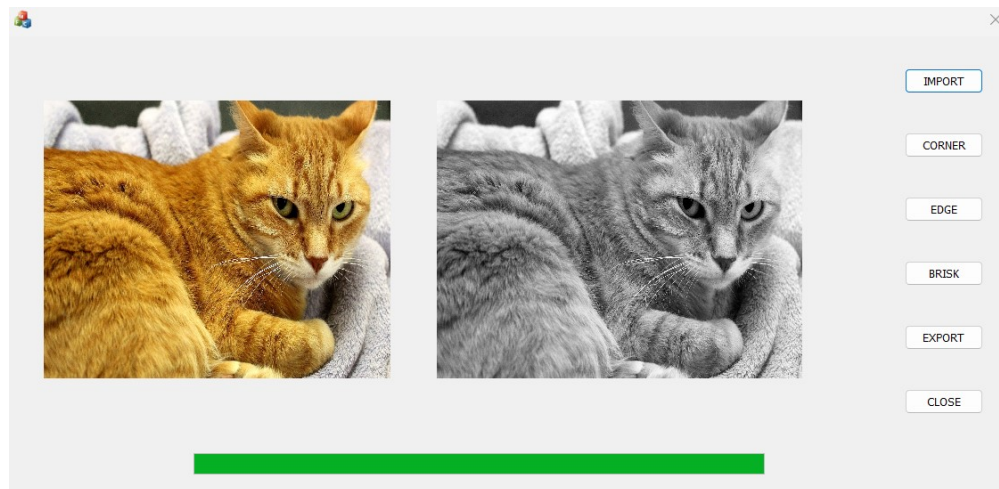 IMPORT
CORNER
EDGE
BRISK
EXPORT
CLOSE